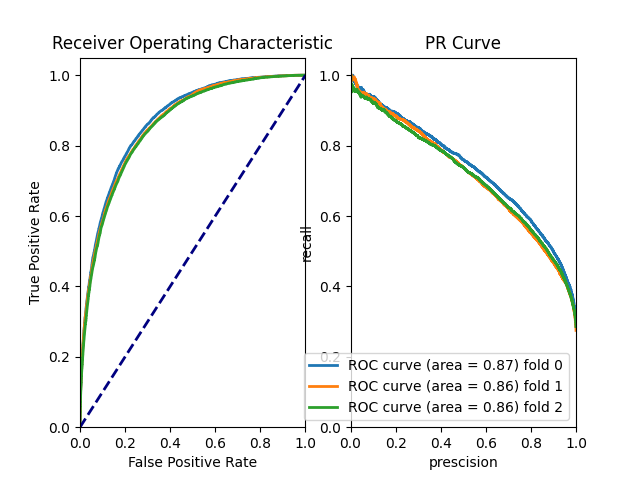 Receiver Operating Characteristic
PR Curve
True Positive Rate
1.0
0.8
0.6
0.4
0.2
0.0
0.0 0.2 0.4 0.6 0.8 1.0
False Positive Rate
recall
1.0
0.8
0.6
0.4
0.2
0.0
0.0 0.2 0.4 0.6 0.8 1.0
prescision
ROC curve (area = 0.87) fold 0
ROC curve (area = 0.86) fold 1
ROC curve (area = 0.86) fold 2